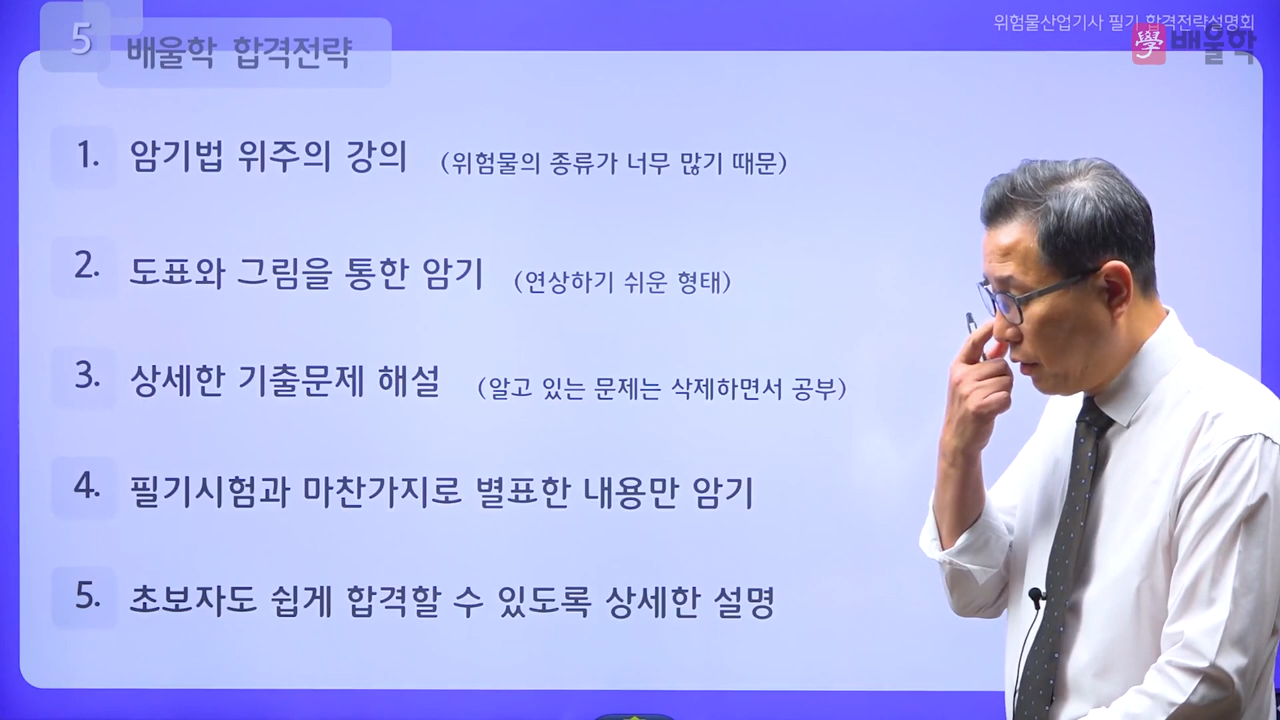 5 배울학 합격전략
위험물산업기사 필기 합격전략설명회
學 배울학
1. 암기법 위주의 강의 (위험물의 종류가 너무 많기 때문)
2. 도표와 그림을 통한 암기 (연상하기 쉬운 형태)
3. 상세한 기출문제 해설 (알고 있는 문제는 삭제하면서 공부)
4. 필기시험과 마찬가지로 별표한 내용만 암기
5. 초보자도 쉽게 합격할 수 있도록 상세한 설명